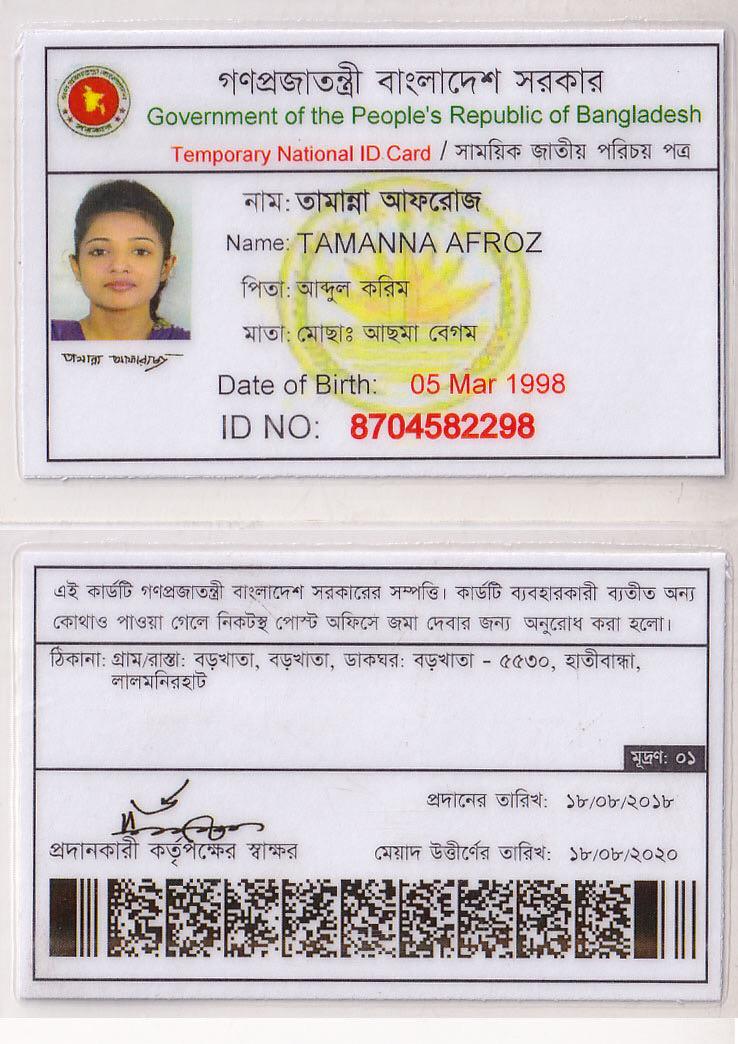 গণপ্রজাতন্ত্রী বাংলাদেশ সরকার
Government of the People's Republic of Bangladesh
Temporary National ID Card / সাময়িক জাতীয় পরিচয় পত্র
নাম: তামান্না আফরোজ
Name: TAMANNA AFROZ
পিতা: আব্দুল করিম
মাতা: মোছাঃ আছমা বেগম
Date of Birth: 05 Mar 1998
ID NO: 8704582298
এই কার্ডটি গণপ্রজাতন্ত্রী বাংলাদেশ সরকারের সম্পত্তি। কার্ডটি ব্যবহারকারী ব্যতীত অন্য
কোথাও পাওয়া গেলে নিকটস্থ পোস্ট অফিসে জমা দেবার জন্য অনুরোধ করা হলো।
ঠিকানা: গ্রাম/রাস্তা: বড়খাতা, বড়খাতা, ডাকঘর: বড়খাতা - ৫৫৩০, হাতীবান্ধা,
লালমনিরহাট
মূদ্রণ: ০১
প্রদানের তারিখ: ১৮/০৮/২০১৮
প্রদানকারী কর্তৃপক্ষের স্বাক্ষর
মেয়াদ উত্তীর্ণের তারিখ: ১৮/০৮/২০২০